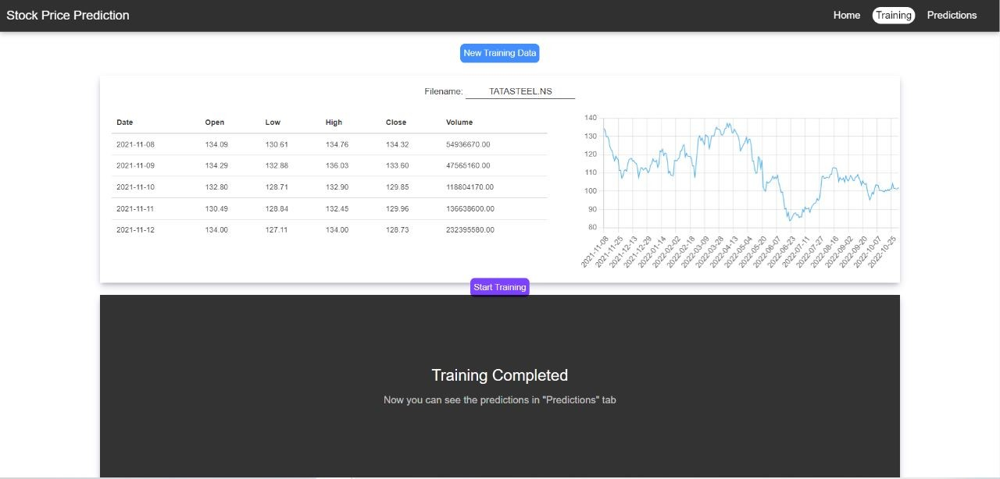 Stock Price Prediction Home Training Predictions
New Training Data
Filename: TATASTEEL.NS
Date Open Low High Close Volume
2021-11-08 134.09 130.61 134.76 134.32 54936670.00
2021-11-09 134.29 132.88 136.03 133.60 47565160.00
2021-11-10 132.80 128.71 132.90 129.85 118804170.00
2021-11-11 130.49 128.84 132.45 129.96 136638600.00
2021-11-12 134.00 127.11 134.00 128.73 232395580.00
140
130
120
110
100
90
80
2021-11-08 2021-11-25 2021-12-13 2021-12-29 2022-01-14 2022-02-02 2022-02-18 2022-03-09 2022-03-28 2022-04-13 2022-05-04 2022-05-20 2022-06-07 2022-06-23 2022-07-11 2022-07-27 2022-08-16 2022-09-02 2022-09-20 2022-10-07 2022-10-25
Start Training
Training Completed
Now you can see the predictions in "Predictions" tab